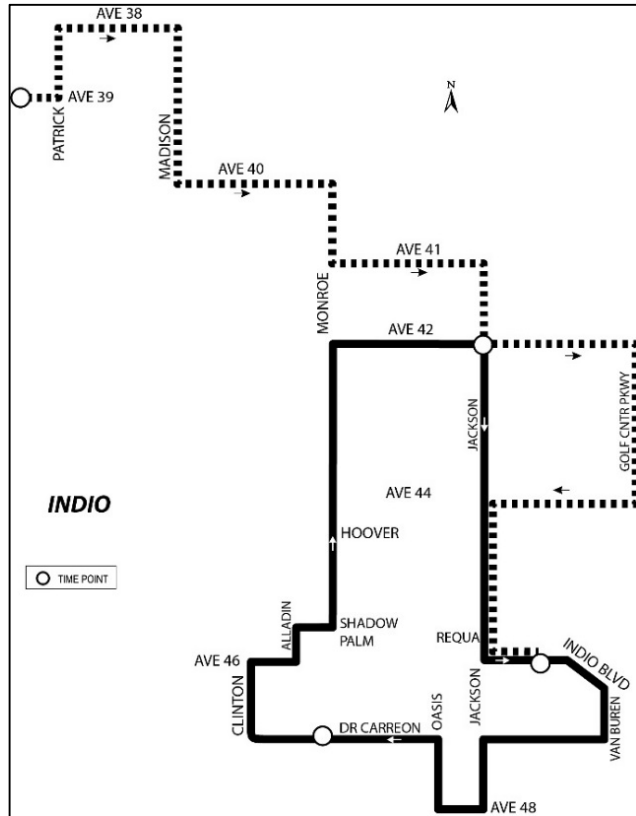 AVE 38
N
AVE 39
PATRICK
MADISON
AVE 40
AVE 41
MONROE
AVE 42
JACKSON
GOLF CNTR PKWY
AVE 44
INDIO
HOOVER
TIME POINT
ALLADIN
SHADOW
PALM
REQUA
AVE 46
INDIO BLVD
CLINTON
OASIS
JACKSON
VAN BUREN
DR CARREON
AVE 48